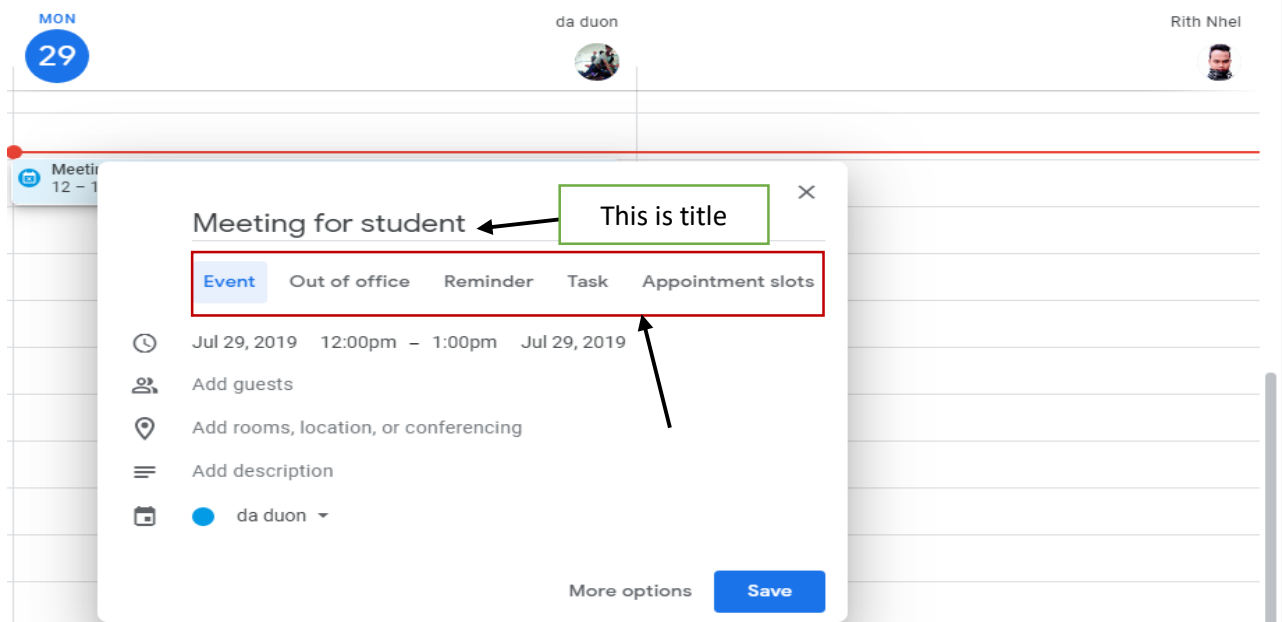 MON
da duon
Rith Nhel
29
Meetin
12 – 1
Meeting for student
This is title
Event Out of office Reminder Task Appointment slots
Jul 29, 2019 12:00pm – 1:00pm Jul 29, 2019
Add guests
Add rooms, location, or conferencing
Add description
da duon
More options Save